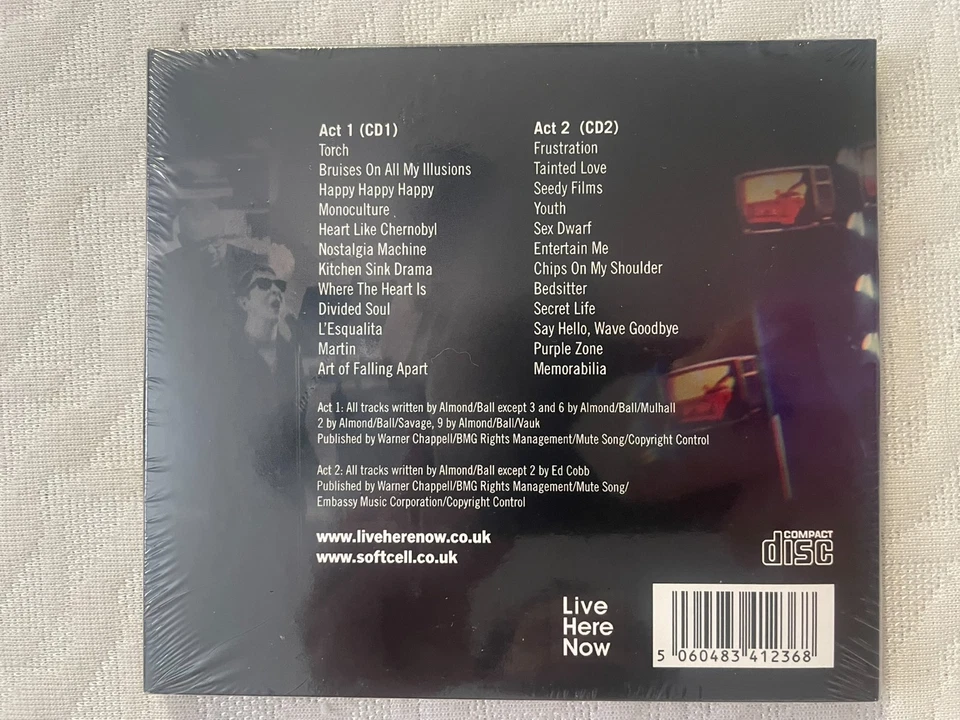 Act 1 (CD1)
Torch
Bruises On All My Illusions
Happy Happy Happy
Monoculture
Heart Like Chernobyl
Nostalgia Machine
Kitchen Sink Drama
Where The Heart Is
Divided Soul
L'Esqualita
Martin
Art of Falling Apart
Act 2 (CD2)
Frustration
Tainted Love
Seedy Films
Youth
Sex Dwarf
Entertain Me
Chips On My Shoulder
Bedsitter
Secret Life
Say Hello, Wave Goodbye
Purple Zone
Memorabilia
Act 1: All tracks written by Almond/Ball except 3 and 6 by Almond/Ball/Mulhall
2 by Almond/Ball/Savage, 9 by Almond/Ball/Vauk
Published by Warner Chappell/BMG Rights Management/Mute Song/Copyright Control
Act 2: All tracks written by Almond/Ball except 2 by Ed Cobb
Published by Warner Chappell/BMG Rights Management/Mute Song/
Embassy Music Corporation/Copyright Control
www.liveherenow.co.uk
www.softcell.co.uk
COMPACT
disc
Live
Here
Now
5 060483 412368